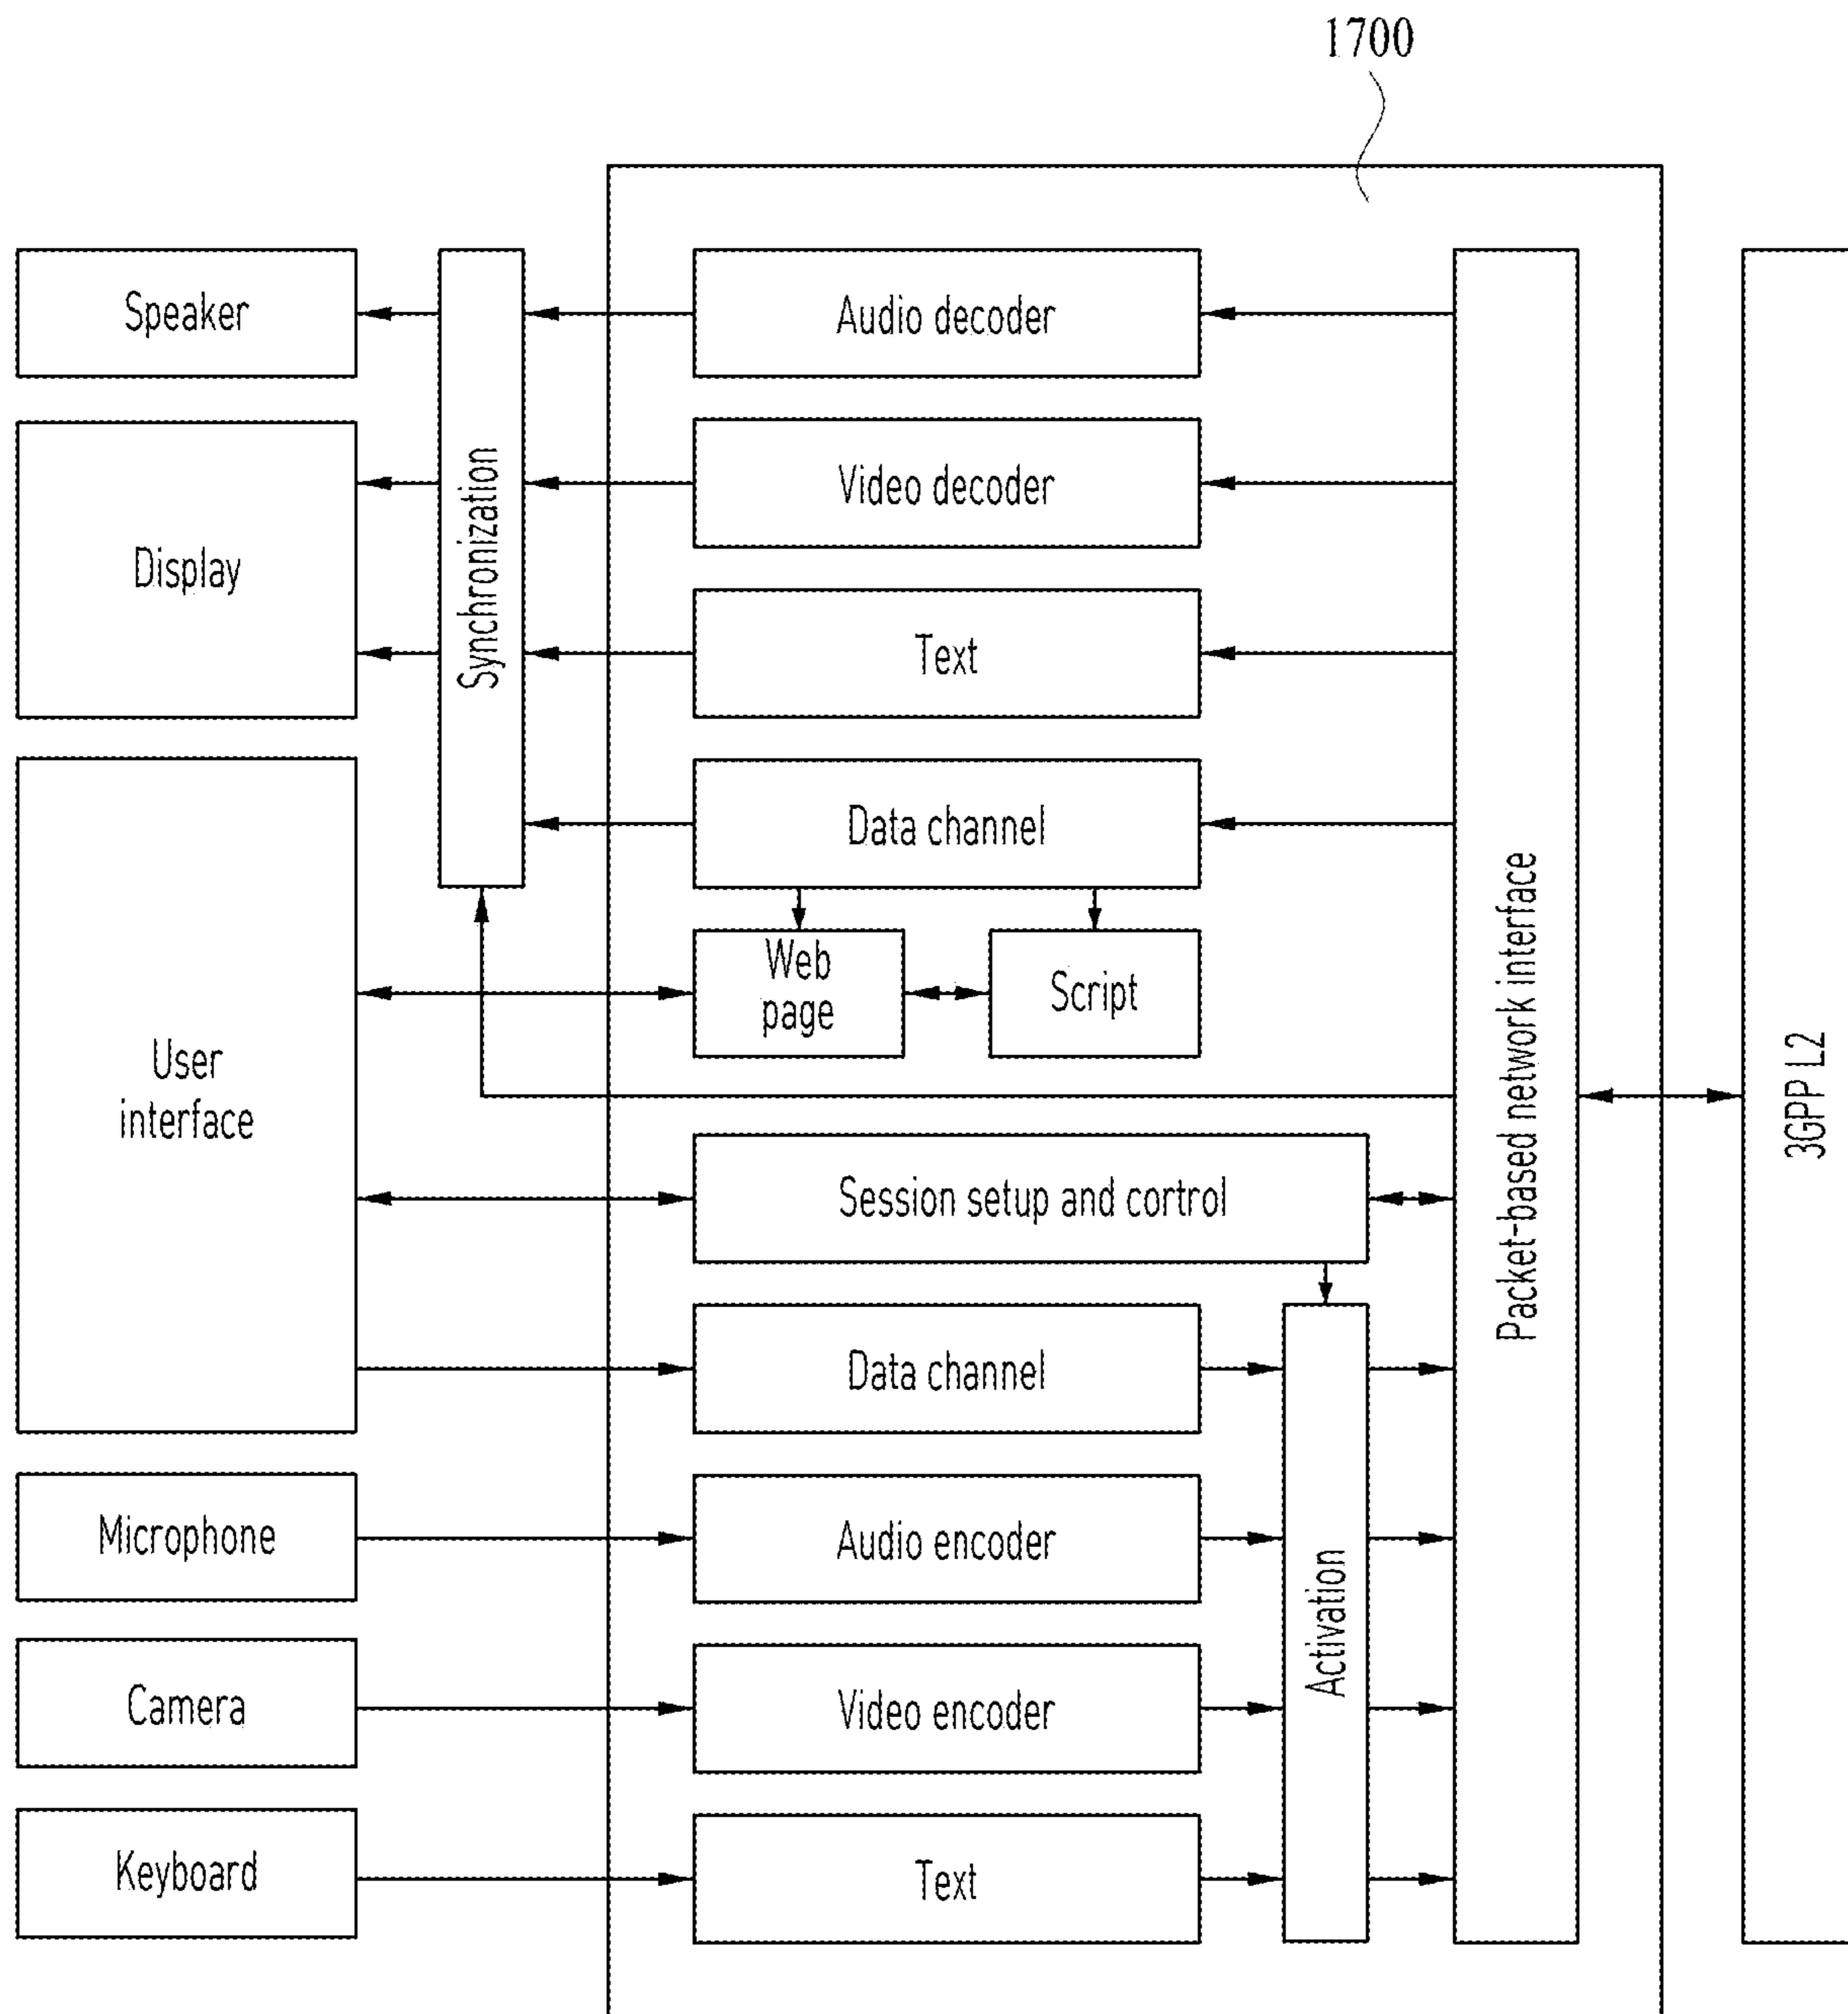 1700
Speaker
Audio decoder
Display
Synchronization
Video decoder
Text
Data channel
Web
page
Script
User
interface
Packet-based network interface
3GPP L2
Session setup and cortrol
Data channel
Microphone
Audio encoder
Activation
Camera
Video encoder
Keyboard
Text